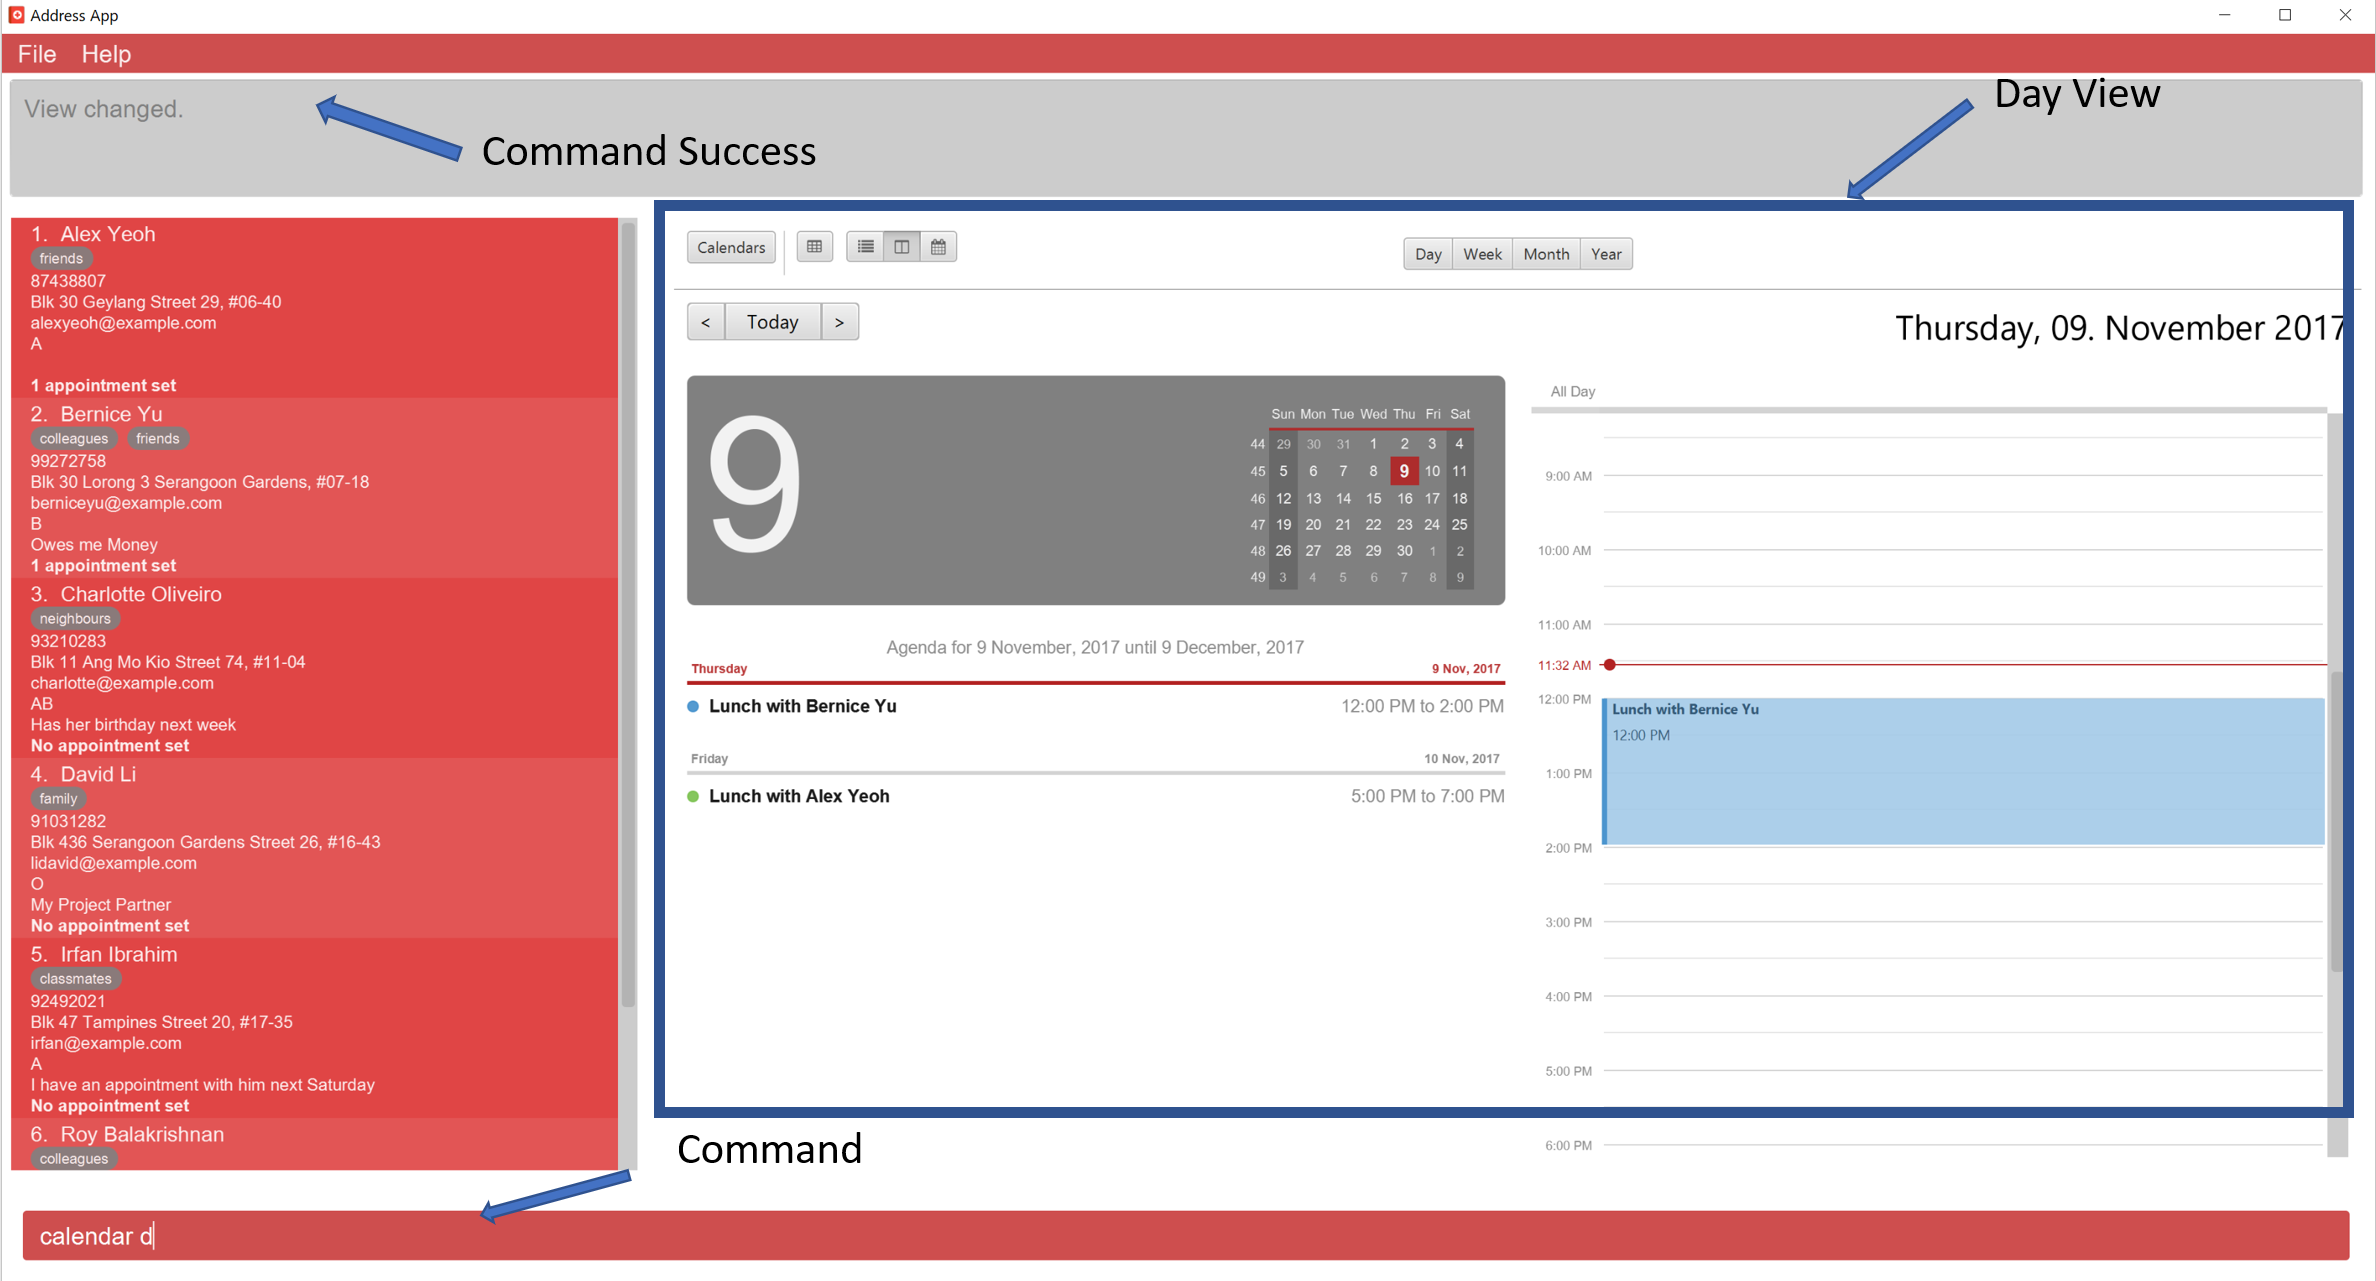 Address App
File Help
View changed.
Command Success
Day View
1. Alex Yeoh
friends
87438807
Blk 30 Geylang Street 29, #06-40
alexyeoh@example.com
A
1 appointment set
2. Bernice Yu
colleagues friends
99272758
Blk 30 Lorong 3 Serangoon Gardens, #07-18
berniceyu@example.com
B
Owes me Money
1 appointment set
3. Charlotte Oliveiro
neighbours
93210283
Blk 11 Ang Mo Kio Street 74, #11-04
charlotte@example.com
AB
Has her birthday next week
No appointment set
4. David Li
family
91031282
Blk 436 Serangoon Gardens Street 26, #16-43
lidavid@example.com
O
My Project Partner
No appointment set
5. Irfan Ibrahim
classmates
92492021
Blk 47 Tampines Street 20, #17-35
irfan@example.com
A
I have an appointment with him next Saturday
No appointment set
6. Roy Balakrishnan
colleagues
Calendars
Day Week Month Year
< Today >
Thursday, 09. November 2017
9
Sun Mon Tue Wed Thu Fri Sat
44 29 30 31 1 2 3 4
45 5 6 7 8 9 10 11
46 12 13 14 15 16 17 18
47 19 20 21 22 23 24 25
48 26 27 28 29 30 1 2
49 3 4 5 6 7 8 9
Agenda for 9 November, 2017 until 9 December, 2017
Thursday 9 Nov, 2017
Lunch with Bernice Yu 12:00 PM to 2:00 PM
Friday 10 Nov, 2017
Lunch with Alex Yeoh 5:00 PM to 7:00 PM
All Day
9:00 AM
10:00 AM
11:00 AM
11:32 AM
12:00 PM
Lunch with Bernice Yu
12:00 PM
1:00 PM
2:00 PM
3:00 PM
4:00 PM
5:00 PM
6:00 PM
Command
calendar d